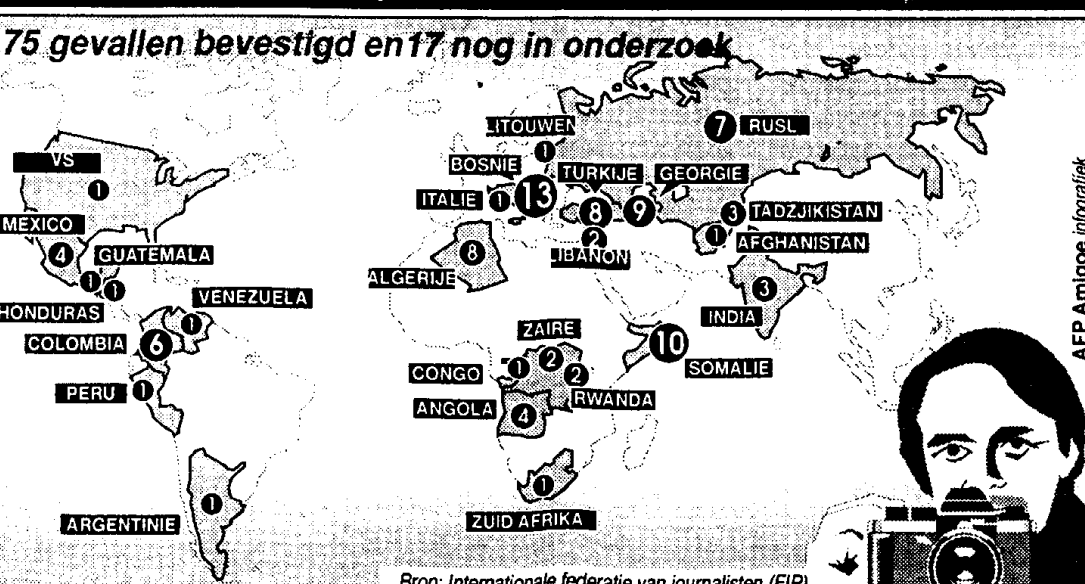 75 gevallen bevestigd en 17 nog in onderzoek
LITOUWEN
1
7 RUSL
VS
1
BOSNIE
13
TURKIJE
8
GEORGIE
9
ITALIE 1
3 TADZJIKISTAN
MEXICO
4
2
LIBANON
1 AFGHANISTAN
GUATEMALA
1
8
ALGERIJE
HONDURAS
1
3
INDIA
VENEZUELA
1
COLOMBIA 6
ZAIRE
2
10
SOMALIE
CONGO 1
2
RWANDA
PERU 1
ANGOLA 4
1
ZUID AFRIKA
ARGENTINIE 1
AFP Amigoe infografiek
Bron: Internationale federatie van journalisten (FIP)